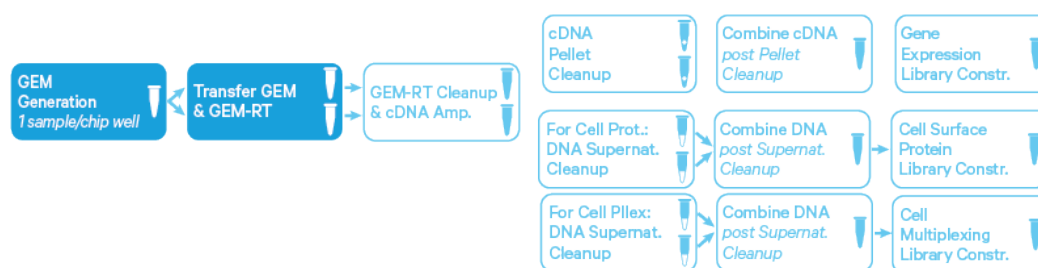 GEM
Generation
1 sample/chip well
Transfer GEM
& GEM-RT
GEM-RT Cleanup
& cDNA Amp.
cDNA
Pellet
Cleanup
Combine cDNA
post Pellet
Cleanup
Gene
Expression
Library Constr.
For Cell Prot.:
DNA Supernat.
Cleanup
Combine DNA
post Supernat.
Cleanup
Cell Surface
Protein
Library Constr.
For Cell Pllex:
DNA Supernat.
Cleanup
Combine DNA
post Supernat.
Cleanup
Cell
Multiplexing
Library Constr.